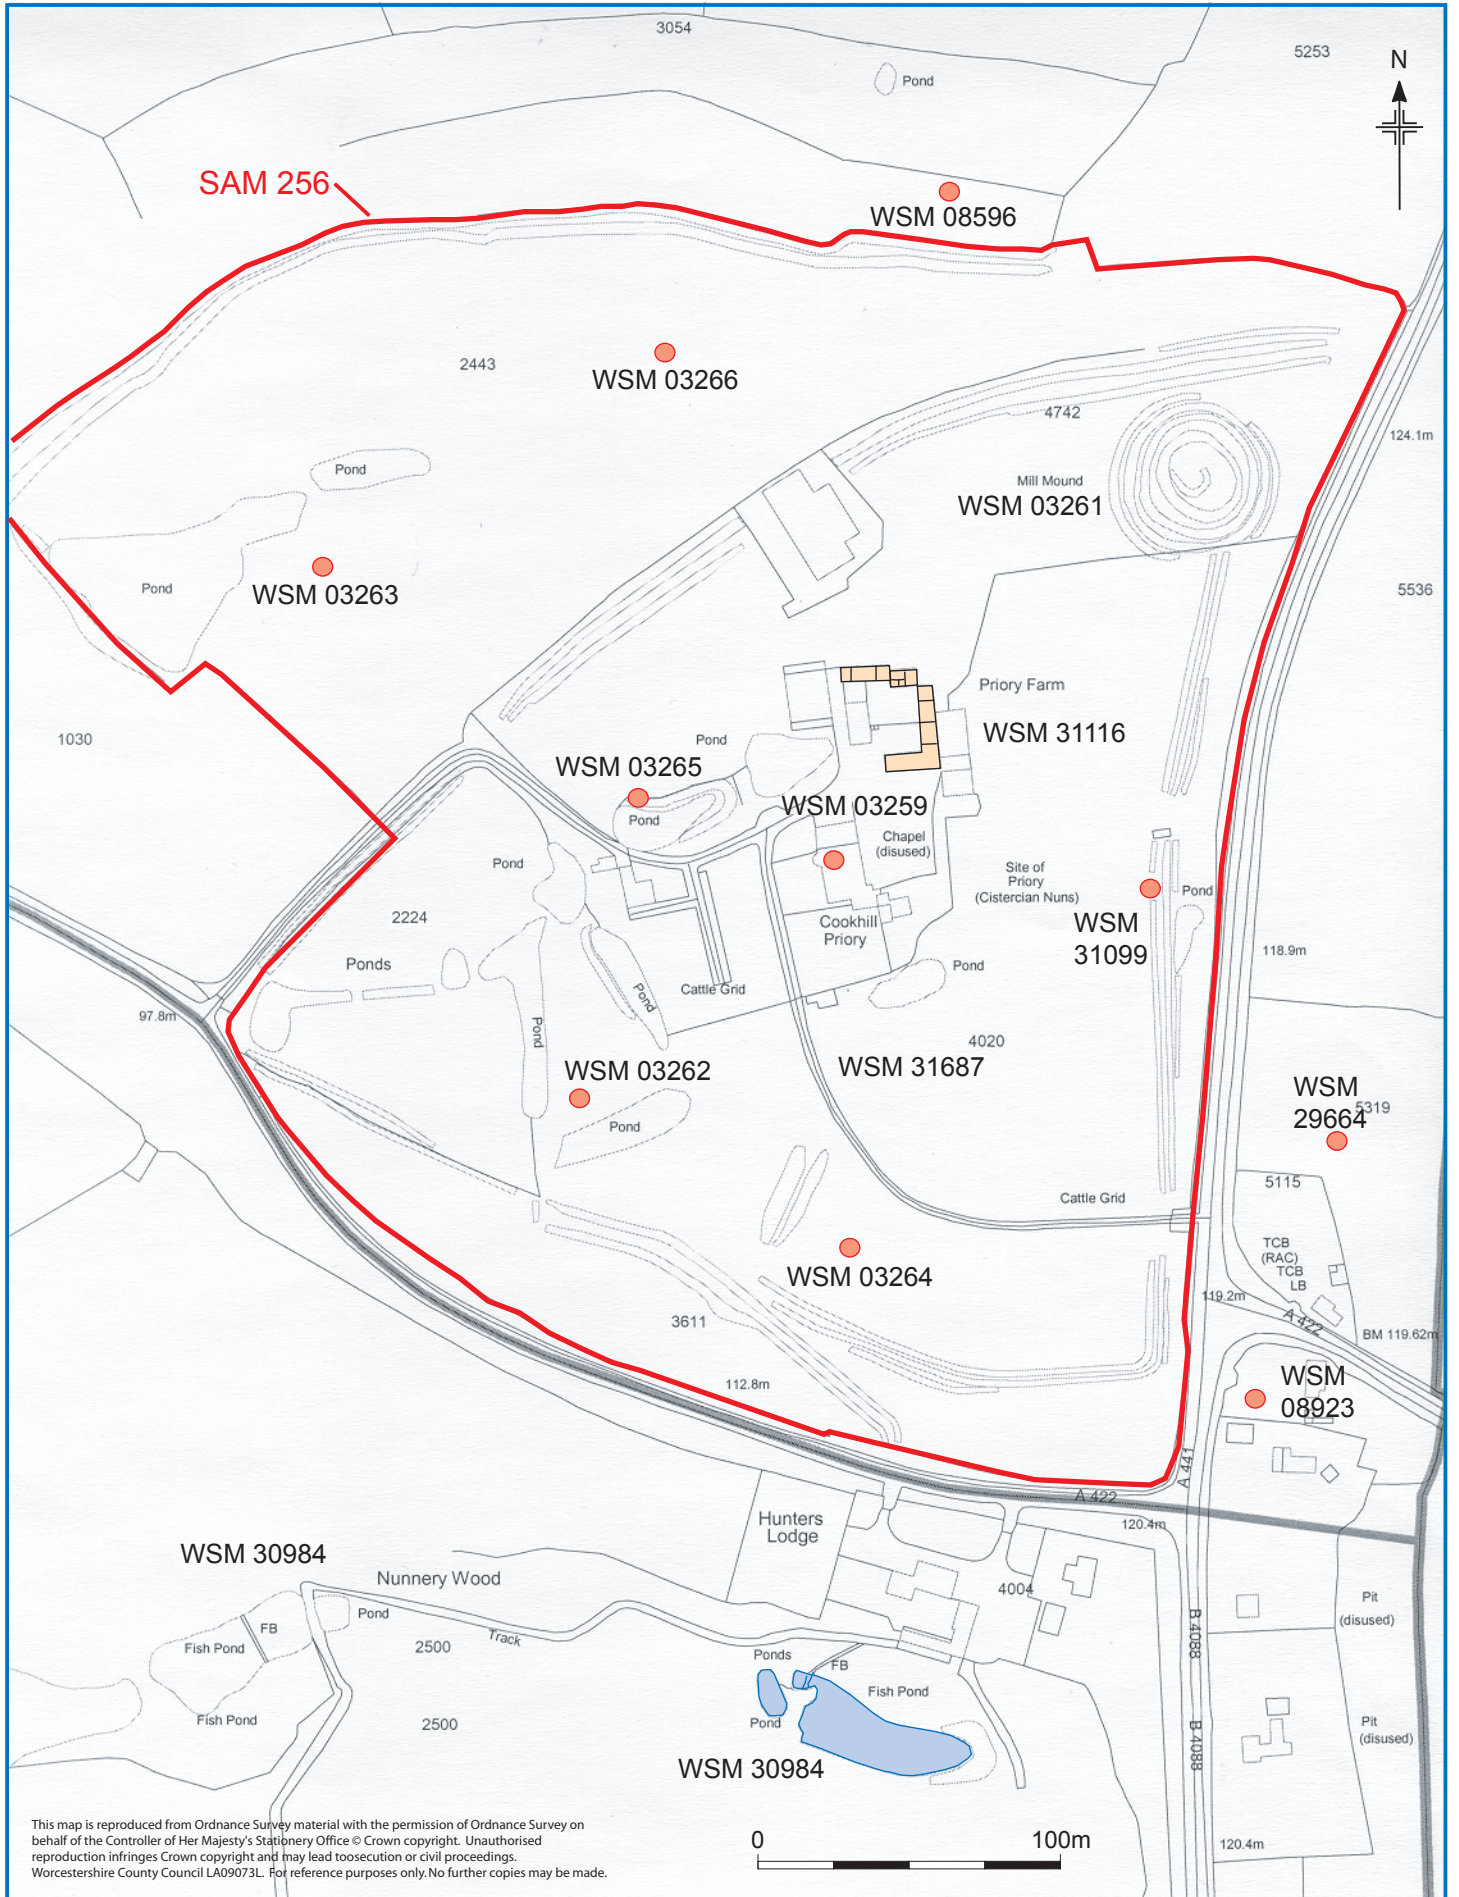 3054
5253
N
Pond
SAM 256
WSM 08596
2443
WSM 03266
4742
124.1m
Pond
Mill Mound
WSM 03261
Pond
WSM 03263
5536
Priory Farm
1030
Pond
WSM 31116
WSM 03265
WSM 03259
Pond
Chapel
(disused)
Pond
Site of
Priory
(Cistercian Nuns)
Pond
2224
Cookhill
Priory
WSM
31099
118.9m
Ponds
Pond
Cattle Grid
Pond
97.8m
Pond
4020
WSM 31687
WSM 03262
WSM
29664
5319
Pond
5115
Cattle Grid
TCB
(RAC)
TCB
LB
WSM 03264
119.2m
A 422
3611
BM 119.62m
112.8m
WSM
08923
A 441
A 422
120.4m
Hunters
Lodge
WSM 30984
Nunnery Wood
4004
Pit
(disused)
Pond
FB
Fish Pond
2500
Track
B 4088
Ponds
FB
Fish Pond
Fish Pond
2500
Pond
B 4088
Pit
(disused)
WSM 30984
This map is reproduced from Ordnance Survey material with the permission of Ordnance Survey on
behalf of the Controller of Her Majesty's Stationery Office © Crown copyright. Unauthorised
reproduction infringes Crown copyright and may lead toosecution or civil proceedings.
Worcestershire County Council LA09073L. For reference purposes only. No further copies may be made.
0
100m
120.4m